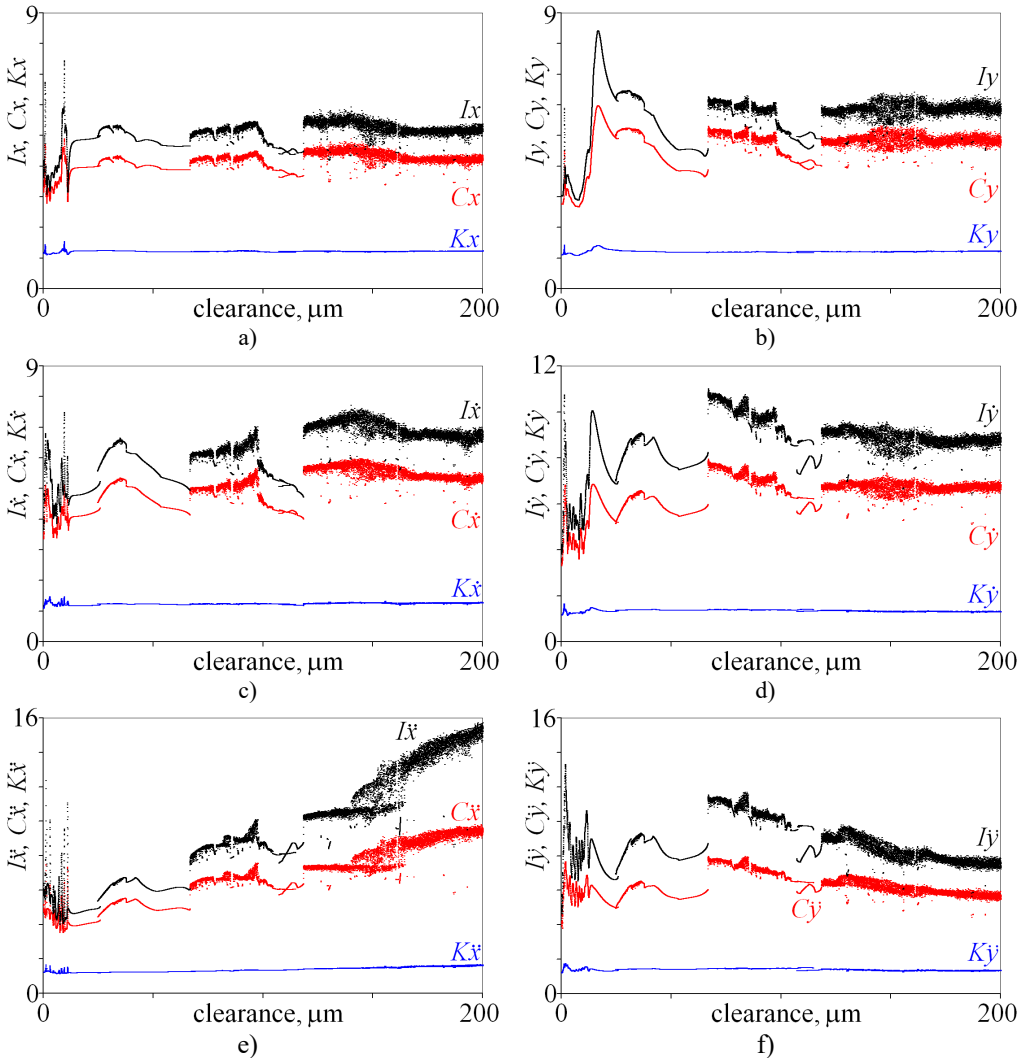 9
Ix, Cx, Kx
Ix
Cx
Kx
0
0
clearance, μm
200
a)
9
Iy, Cy, Ky
Iy
Cy
Ky
0
0
clearance, μm
200
b)
9
Iẋ, Cẋ, Kẋ
Iẋ
Cẋ
Kẋ
0
0
clearance, μm
200
c)
12
Iẏ, Cẏ, Kẏ
Iẏ
Cẏ
Kẏ
0
0
clearance, μm
200
d)
16
Iẍ, Cẍ, Kẍ
Iẍ
Cẍ
Kẍ
0
0
clearance, μm
200
e)
16
Iÿ, Cÿ, Kÿ
Iÿ
Cÿ
Kÿ
0
0
clearance, μm
200
f)